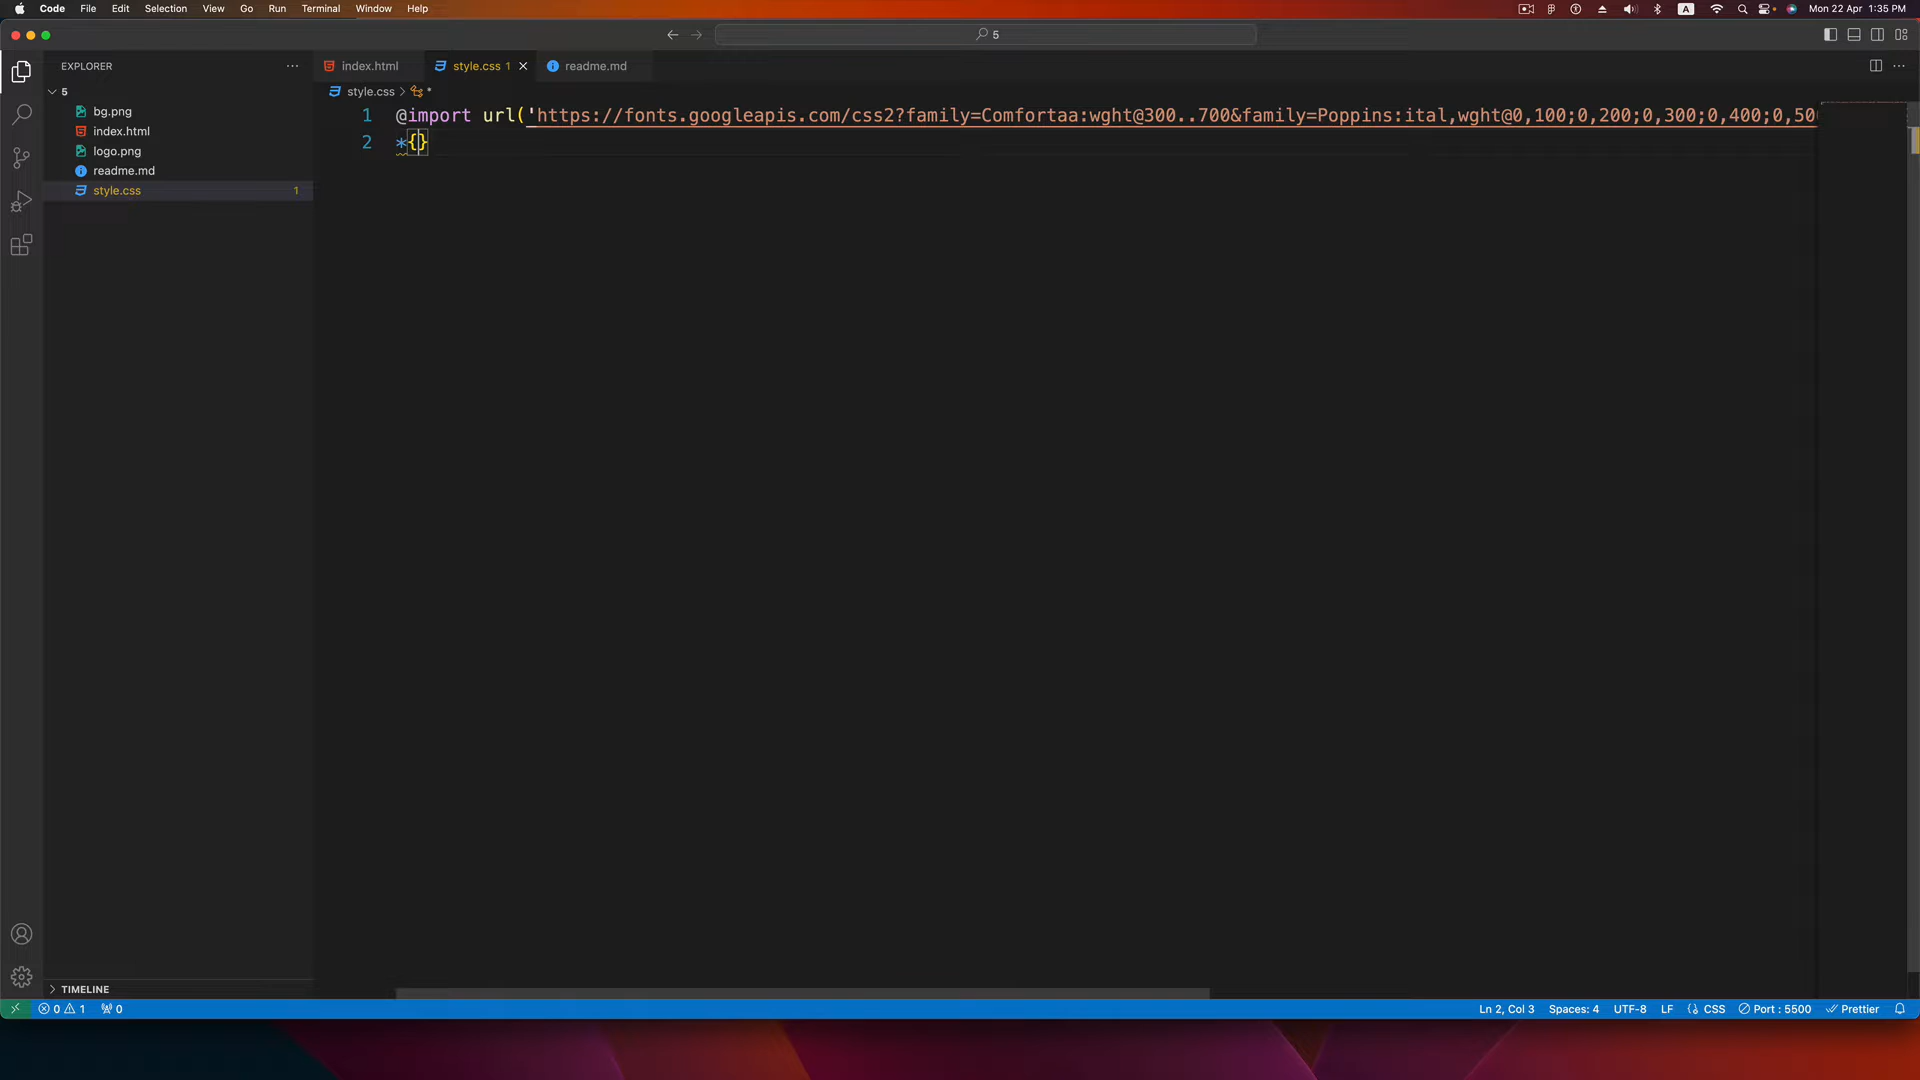 Code File Edit Selection View Go Run Terminal Window Help
A Mon 22 Apr 1:35 PM
5
EXPLORER
index.html style.css 1 readme.md
5
style.css > *
bg.png
index.html
logo.png
readme.md
style.css 1
1 @import url('https://fonts.googleapis.com/css2?family=Comfortaa:wght@300..700&family=Poppins:ital,wght@0,100;0,200;0,300;0,400;0,50
2 *{}
TIMELINE
0 1 0 Ln 2, Col 3 Spaces: 4 UTF-8 LF {} CSS Port : 5500 Prettier